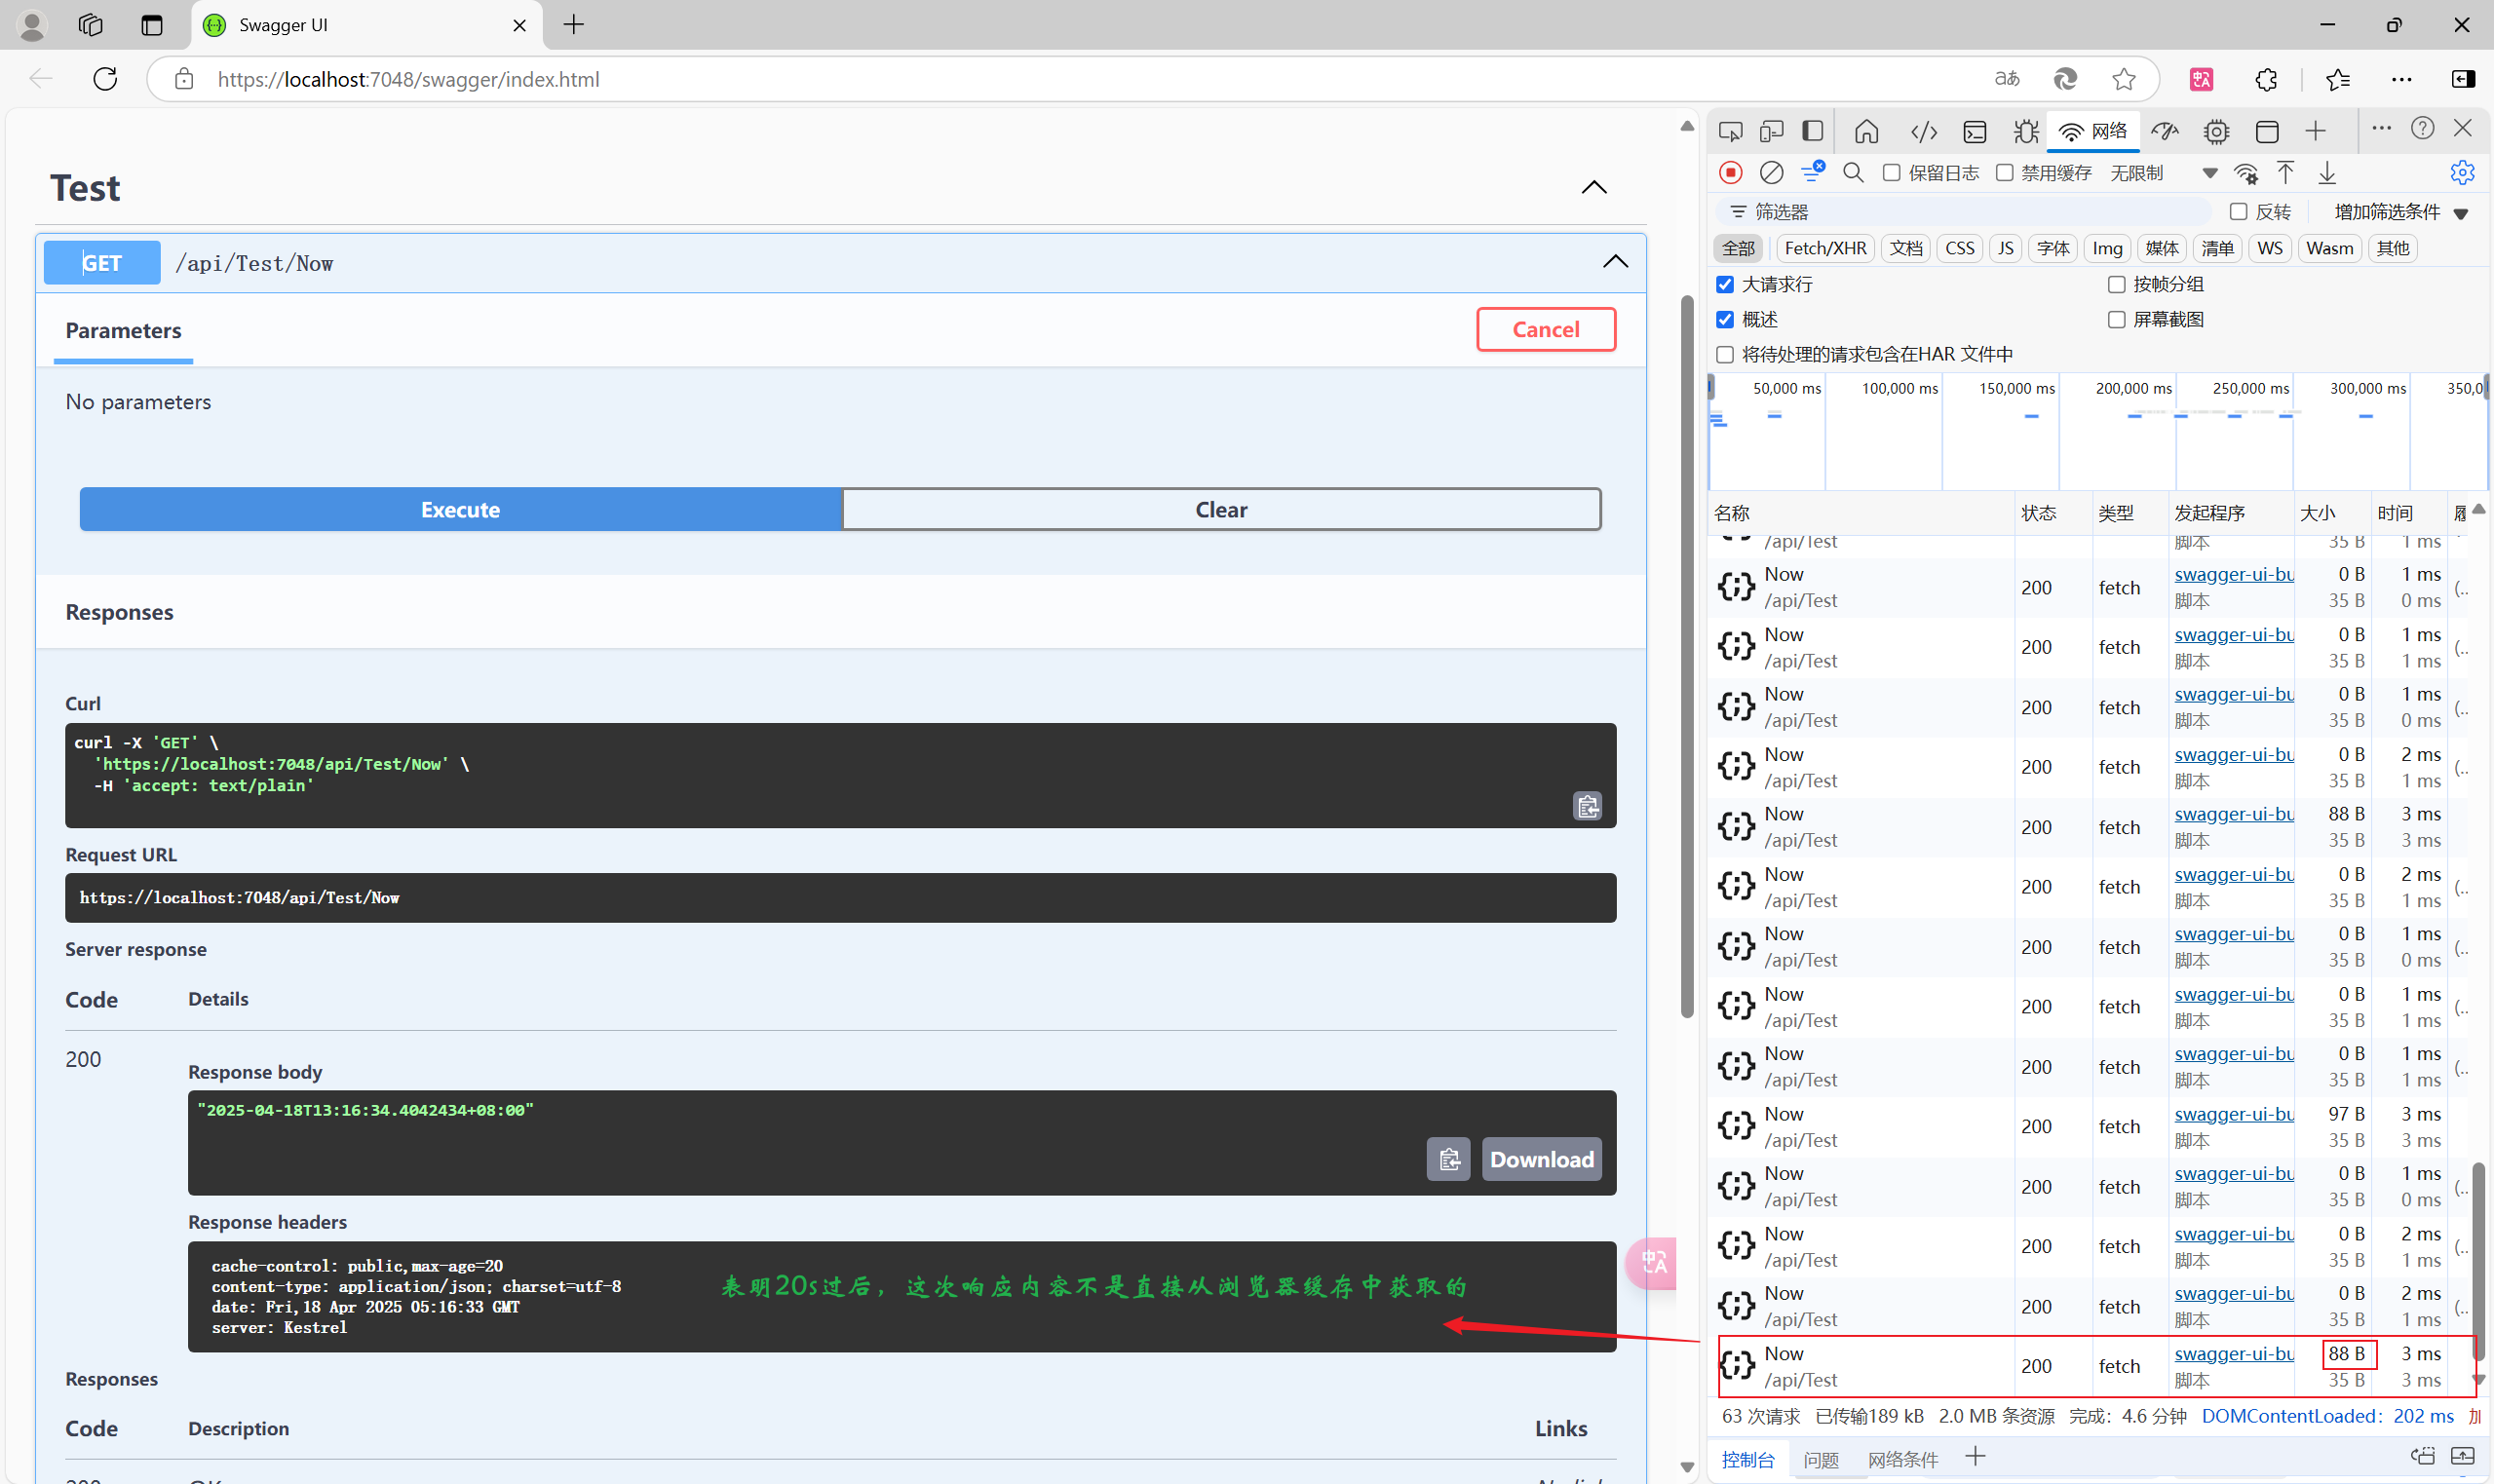 Swagger UI
https://localhost:7048/swagger/index.html
Test
GET /api/Test/Now
Parameters
Cancel
No parameters
Execute
Clear
Responses
Curl
curl -X 'GET' \
'https://localhost:7048/api/Test/Now' \
-H 'accept: text/plain'
Request URL
https://localhost:7048/api/Test/Now
Server response
Code Details
200
Response body
"2025-04-18T13:16:34.4042434+08:00"
Download
Response headers
cache-control: public,max-age=20
content-type: application/json; charset=utf-8
date: Fri,18 Apr 2025 05:16:33 GMT
server: Kestrel
表明20s过后，这次响应内容不是直接从浏览器缓存中获取的
Responses
Code Description Links
网络
保留日志 禁用缓存 无限制
筛选器 反转 增加筛选条件
全部 Fetch/XHR 文档 CSS JS 字体 Img 媒体 清单 WS Wasm 其他
大请求行 按帧分组
概述 屏幕截图
将待处理的请求包含在HAR 文件中
50,000 ms 100,000 ms 150,000 ms 200,000 ms 250,000 ms 300,000 ms 350,0
名称 状态 类型 发起程序 大小 时间
/api/Test 脚本 35 B 1 ms
Now 200 fetch swagger-ui-bu 0 B 1 ms (..
/api/Test 脚本 35 B 0 ms
Now 200 fetch swagger-ui-bu 0 B 1 ms (..
/api/Test 脚本 35 B 1 ms
Now 200 fetch swagger-ui-bu 0 B 1 ms (..
/api/Test 脚本 35 B 0 ms
Now 200 fetch swagger-ui-bu 0 B 2 ms (..
/api/Test 脚本 35 B 1 ms
Now 200 fetch swagger-ui-bu 88 B 3 ms
/api/Test 脚本 35 B 3 ms
Now 200 fetch swagger-ui-bu 0 B 2 ms (..
/api/Test 脚本 35 B 1 ms
Now 200 fetch swagger-ui-bu 0 B 1 ms (..
/api/Test 脚本 35 B 0 ms
Now 200 fetch swagger-ui-bu 0 B 1 ms (..
/api/Test 脚本 35 B 1 ms
Now 200 fetch swagger-ui-bu 0 B 1 ms (..
/api/Test 脚本 35 B 1 ms
Now 200 fetch swagger-ui-bu 97 B 3 ms
/api/Test 脚本 35 B 3 ms
Now 200 fetch swagger-ui-bu 0 B 1 ms (..
/api/Test 脚本 35 B 0 ms
Now 200 fetch swagger-ui-bu 0 B 2 ms (..
/api/Test 脚本 35 B 1 ms
Now 200 fetch swagger-ui-bu 0 B 2 ms (..
/api/Test 脚本 35 B 1 ms
Now 200 fetch swagger-ui-bu 88 B 3 ms
/api/Test 脚本 35 B 3 ms
63 次请求 已传输189 kB 2.0 MB 条资源 完成：4.6 分钟 DOMContentLoaded：202 ms 加
控制台 问题 网络条件